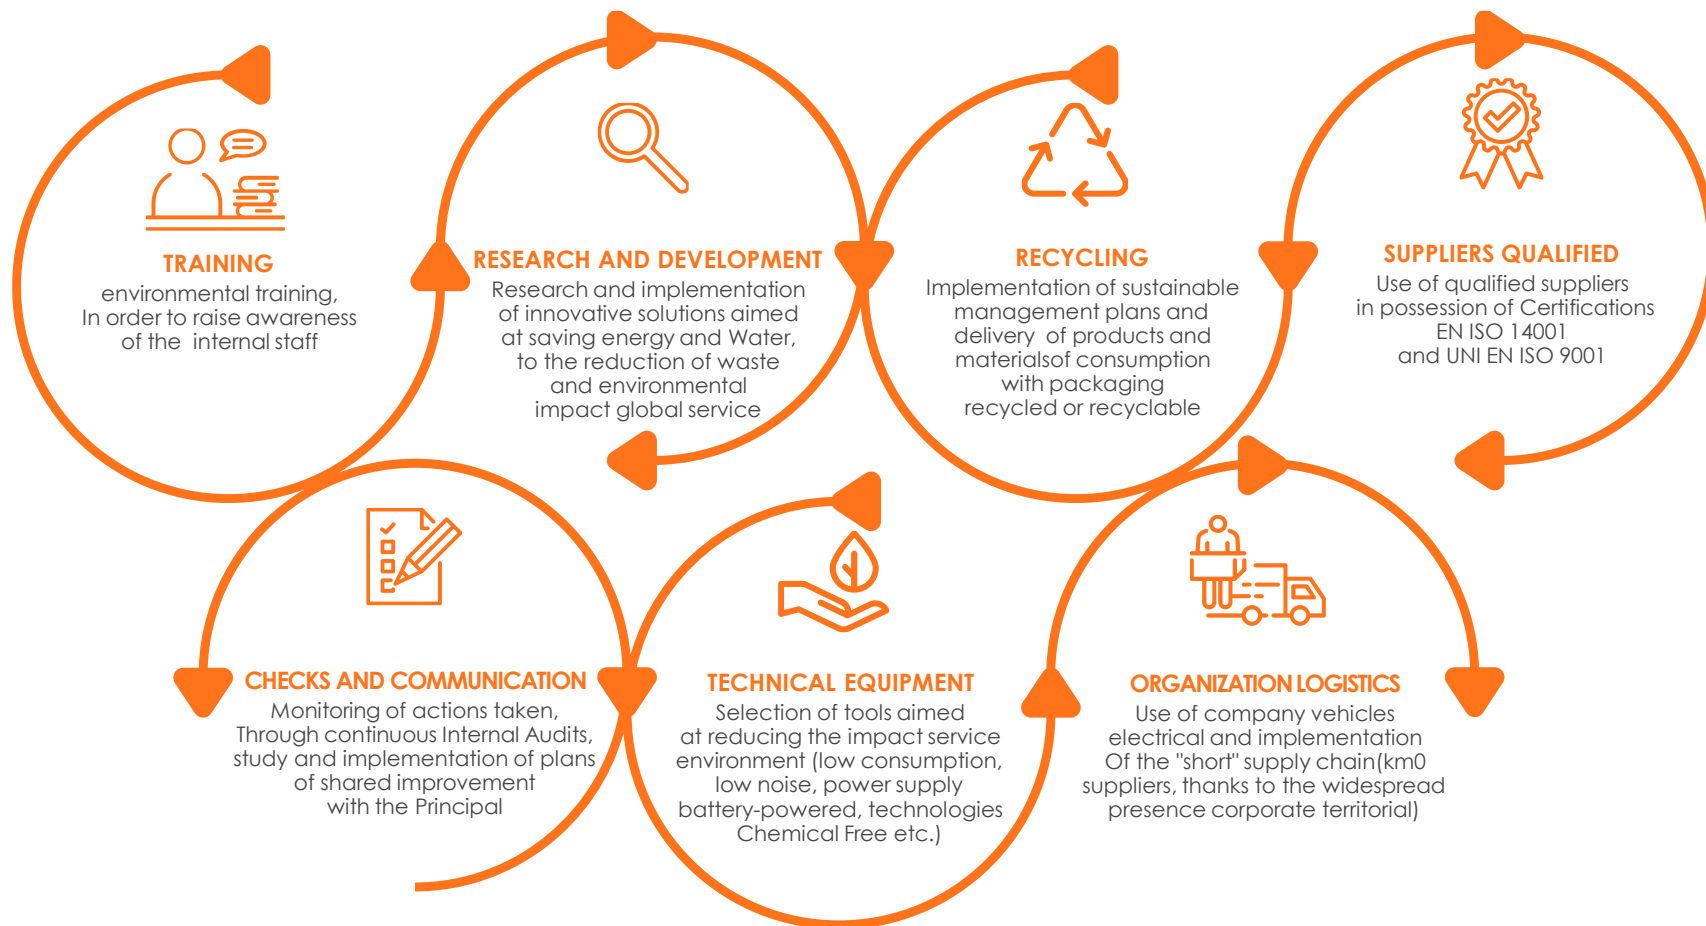 TRAINING
environmental training,
In order to raise awareness
of the internal staff
RESEARCH AND DEVELOPMENT
Research and implementation
of innovative solutions aimed
at saving energy and Water,
to the reduction of waste
and environmental
impact global service
RECYCLING
Implementation of sustainable
management plans and
delivery of products and
materialsof consumption
with packaging
recycled or recyclable
SUPPLIERS QUALIFIED
Use of qualified suppliers
in possession of Certifications
EN ISO 14001
and UNI EN ISO 9001
CHECKS AND COMMUNICATION
Monitoring of actions taken,
Through continuous Internal Audits,
study and implementation of plans
of shared improvement
with the Principal
TECHNICAL EQUIPMENT
Selection of tools aimed
at reducing the impact service
environment (low consumption,
low noise, power supply
battery-powered, technologies
Chemical Free etc.)
ORGANIZATION LOGISTICS
Use of company vehicles
electrical and implementation
Of the "short" supply chain(km0
suppliers, thanks to the widespread
presence corporate territorial)